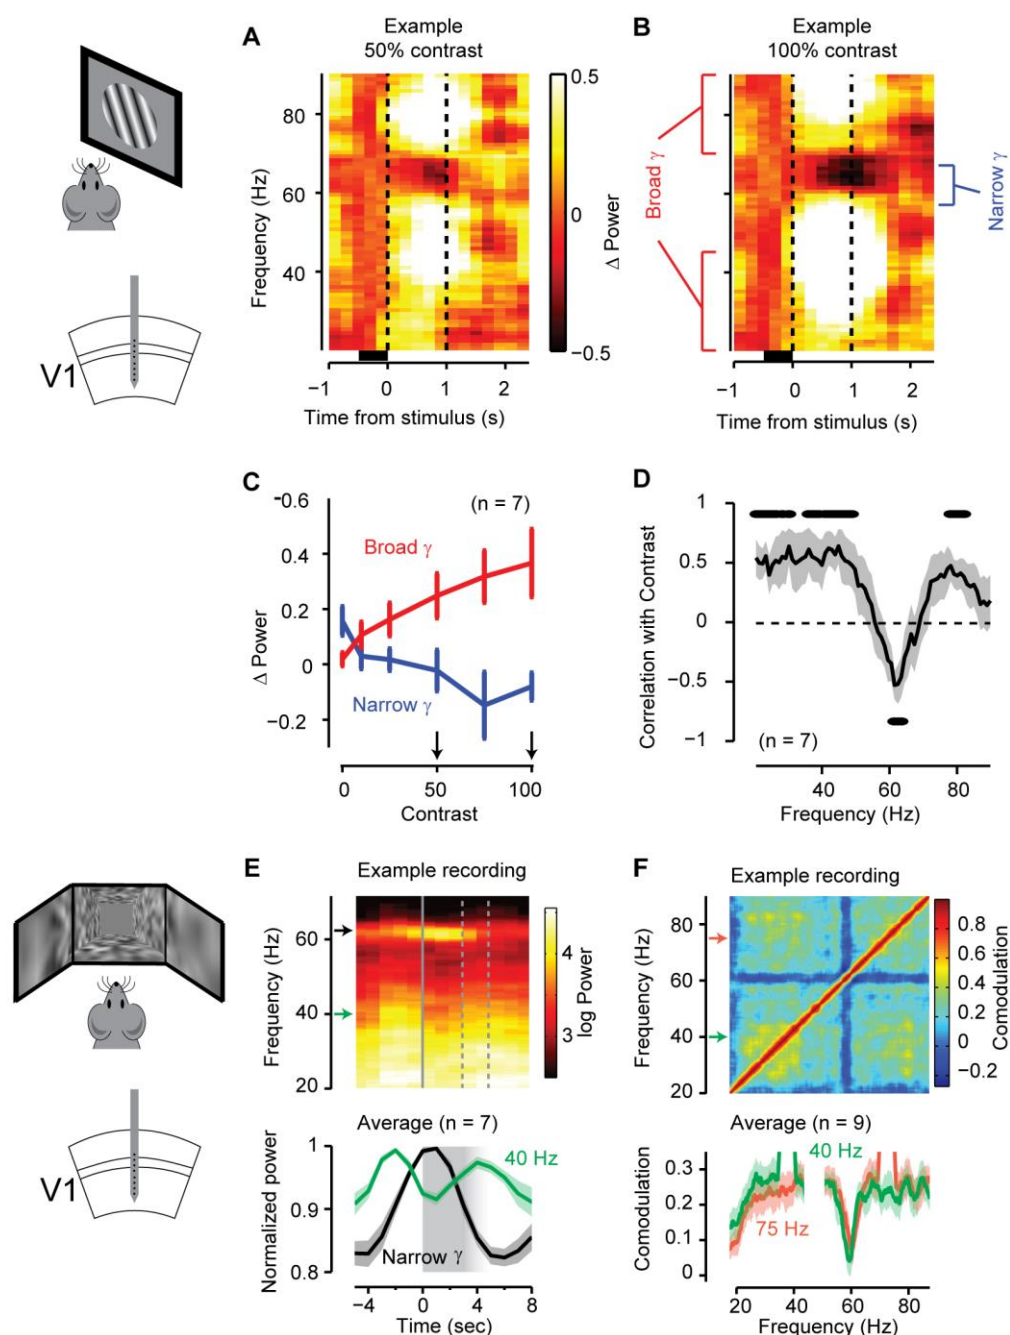 A
Example
50% contrast
80
60
40
Frequency (Hz)
0.5
0
−0.5
Δ Power
−1
0
1
2
Time from stimulus (s)
V1
B
Example
100% contrast
Broad γ
Narrow γ
−1
0
1
2
Time from stimulus (s)
C
-0.6
0.4
0.2
0
−0.2
Δ Power
(n = 7)
Broad γ
Narrow γ
0
50
100
Contrast
D
1
0.5
0
−0.5
−1
Correlation with Contrast
(n = 7)
40
60
80
Frequency (Hz)
E
Example recording
60
40
20
Frequency (Hz)
4
3
log Power
Average (n = 7)
1
0.9
0.8
Normalized power
40 Hz
Narrow γ
−4
0
4
8
Time (sec)
V1
F
Example recording
80
60
40
20
Frequency (Hz)
0.8
0.6
0.4
0.2
0
−0.2
Comodulation
Average (n = 9)
0.3
0.2
0.1
0
Comodulation
40 Hz
75 Hz
20
40
60
80
Frequency (Hz)